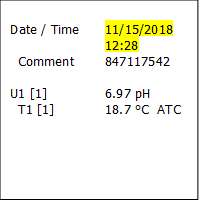 Date / Time 11/15/2018
12:28
Comment 847117542
U1 [1] 6.97 pH
T1 [1] 18.7 ºC ATC